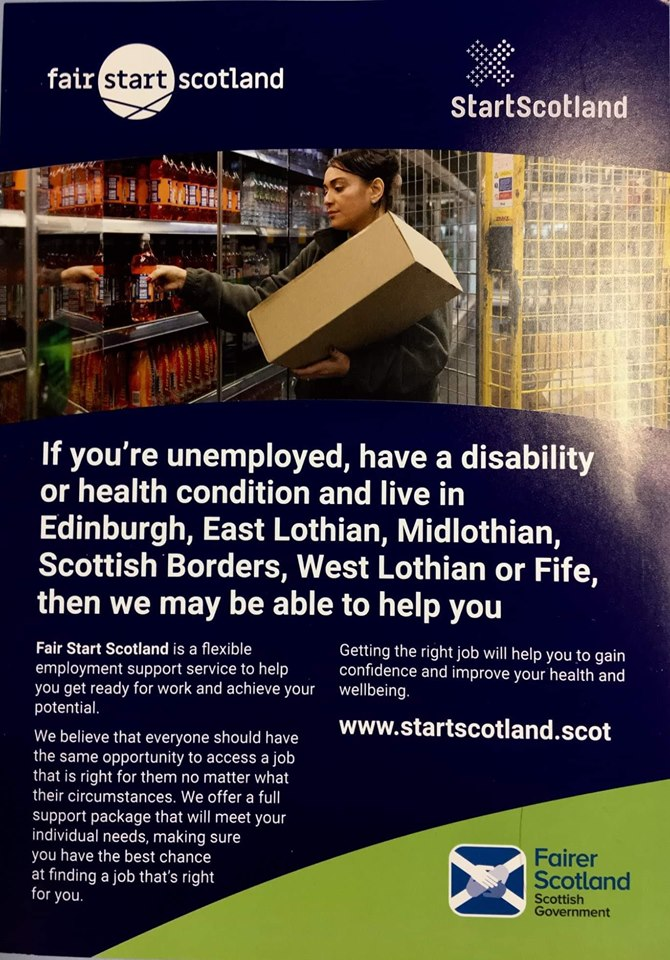 fair start scotland
StartScotland
If you're unemployed, have a disability
or health condition and live in
Edinburgh, East Lothian, Midlothian,
Scottish Borders, West Lothian or Fife,
then we may be able to help you
Fair Start Scotland is a flexible
employment support service to help
you get ready for work and achieve your
potential.
We believe that everyone should have
the same opportunity to access a job
that is right for them no matter what
their circumstances. We offer a full
support package that will meet your
individual needs, making sure
you have the best chance
at finding a job that's right
for you.
Getting the right job will help you to gain
confidence and improve your health and
wellbeing.
www.startscotland.scot
Fairer
Scotland
Scottish
Government